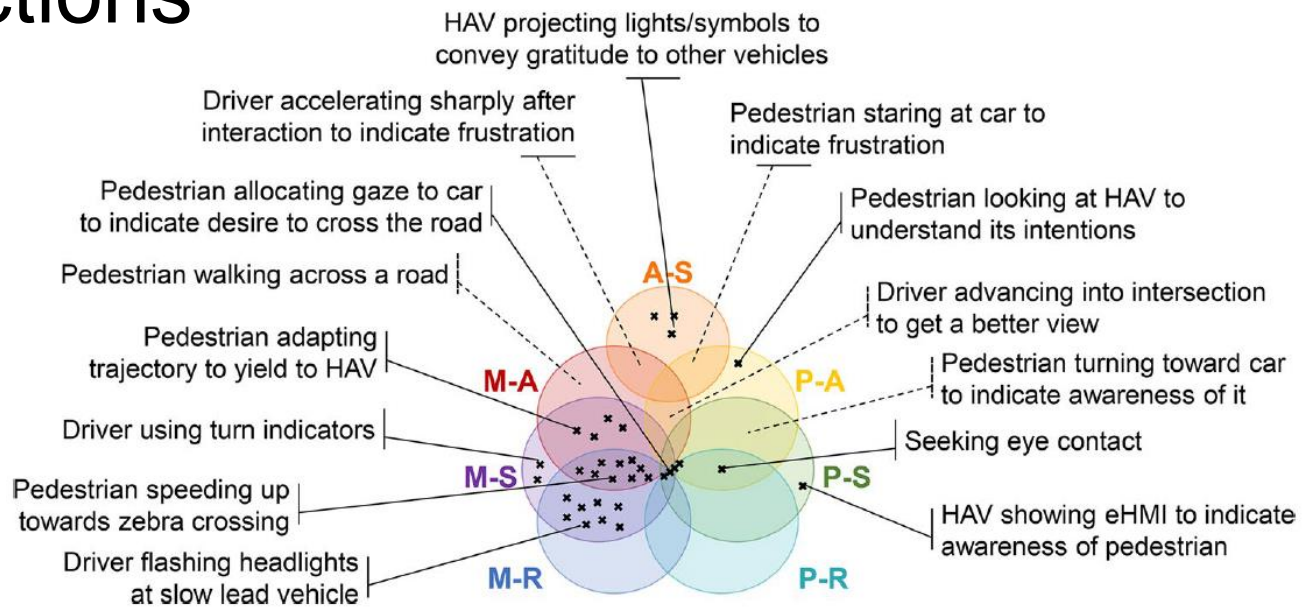 ctions
HAV projecting lights/symbols to
convey gratitude to other vehicles
Driver accelerating sharply after
interaction to indicate frustration
Pedestrian staring at car to
indicate frustration
Pedestrian allocating gaze to car
to indicate desire to cross the road
Pedestrian looking at HAV to
understand its intentions
Pedestrian walking across a road
A-S
Driver advancing into intersection
to get a better view
Pedestrian adapting
trajectory to yield to HAV
M-A
P-A
Pedestrian turning toward car
to indicate awareness of it
Driver using turn indicators
Seeking eye contact
M-S
P-S
Pedestrian speeding up
towards zebra crossing
HAV showing eHMI to indicate
awareness of pedestrian
Driver flashing headlights
at slow lead vehicle
M-R
P-R